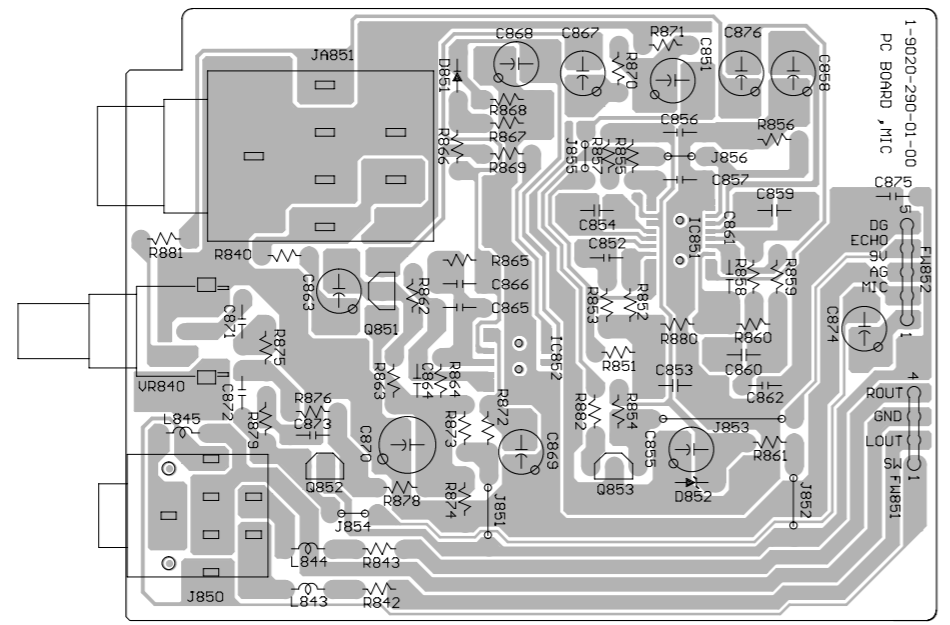 1-9020-290-01-00
PC BOARD ,MIC
C868
C867
R871
C851
C876
C858
JA851
D851
R870
R868
R867
R866
R869
J855
R857
R855
C856
R856
J856
C857
C859
C875
5
C854
IC851
C861
DG
ECHO
9V
AG
MIC
FW852
1
R881
R840
C863
R865
C852
C866
R862
C865
R853
R852
R858
R859
Q851
C871
R875
IC852
R880
R860
C874
R851
R863
C864
R864
C853
C860
C862
VR840
C872
4
ROUT
GND
LOUT
SW
1
FW851
L845
R879
R876
C873
C870
R873
R872
C869
R882
R854
J853
C855
R861
Q852
R878
R874
J851
Q853
D852
J852
J854
L844
R843
J850
L843
R842